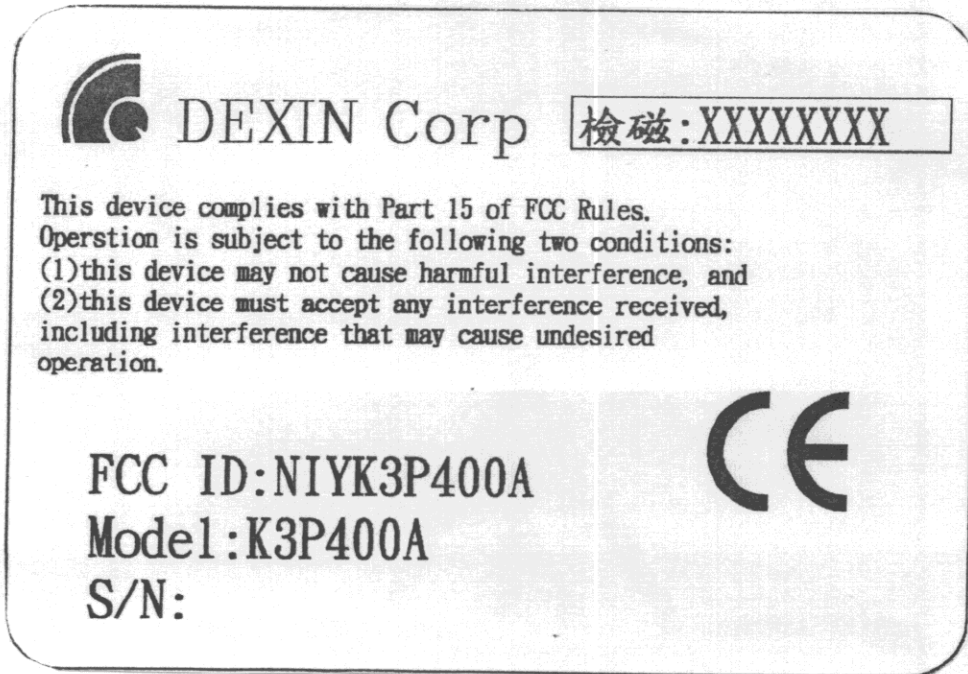 DEXIN Corp
檢磁:XXXXXXXX
This device complies with Part 15 of FCC Rules.
Operstion is subject to the following two conditions:
(1)this device may not cause harmful interference, and
(2)this device must accept any interference received,
including interference that may cause undesired
operation.
CE
FCC ID:NIYK3P400A
Model:K3P400A
S/N: